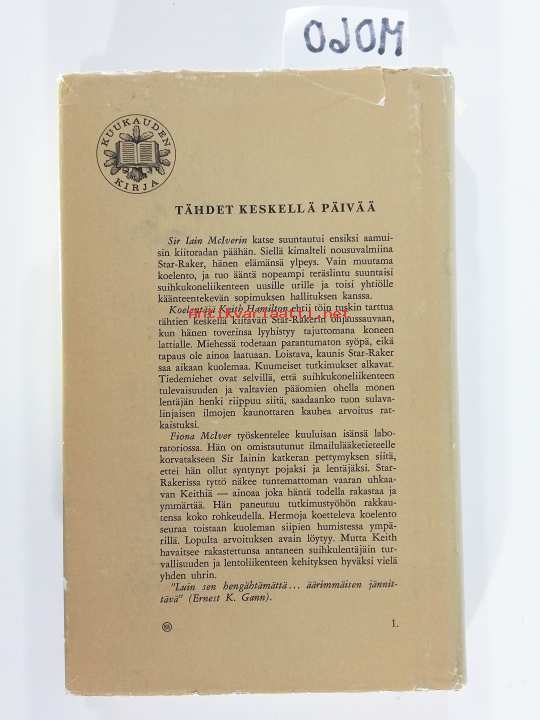 OJOM
KUUKAUDEN
KIRJA
TÄHDET KESKELLÄ PÄIVÄÄ
Sir Iain McIverin katse suuntautui ensiksi aamui-
sin kiitoradan päähän. Siellä kimalteli nousuvalmiina
Star-Raker, hänen elämänsä ylpeys. Vain muutama
koelento, ja tuo ääntä nopeampi teräslintu suuntaisi
suihkukoneliikenteen uusille urille ja toisi yhtiölle
käänteentekevän sopimuksen hallituksen kanssa.
Koelentäjä Keith Hamilton ehtii töin tuskin tarttua
antikvariaatti.net
tähtien keskellä kiitävän Star-Rakerin ohjaussauvaan,
kun hänen toverinsa lyyhistyy tajuttomana koneen
lattialle. Miehessä todetaan parantumaton syöpä, eikä
tapaus ole ainoa laatuaan. Loistava, kaunis Star-Raker
saa aikaan kuolemaa. Kuumeiset tutkimukset alkavat.
Tiedemiehet ovat selvillä, että suihkukoneliikenteen
tulevaisuuden ja valtavien pääomien ohella monen
lentäjän henki riippuu siitä, saadaanko tuon sulava-
linjaisen ilmojen kaunottaren kauhea arvoitus rat-
kaistuksi.
Fiona McIver työskentelee kuuluisan isänsä labo-
ratoriossa. Hän on omistautunut ilmailulääketieteelle
korvatakseen Sir Iainin katkeran pettymyksen siitä,
ettei hän ollut syntynyt pojaksi ja lentäjäksi. Star-
Rakerissa tyttö näkee tuntemattoman vaaran uhkaa-
van Keithiä — ainoaa joka häntä todella rakastaa ja
ymmärtää. Hän paneutuu tutkimustyöhön rakkau-
tensa koko rohkeudella. Hermoja koetteleva koelento
seuraa toistaan kuoleman siipien humistessa ympä-
rillä. Lopulta arvoituksen avain löytyy. Mutta Keith
havaitsee rakastettunsa antaneen suihkulentäjäin tur-
vallisuuden ja lentoliikenteen kehityksen hyväksi vielä
yhden uhrin.
"Luin sen hengähtämättä... äärimmäisen jännit-
tävä" (Ernest K. Gann).
1.